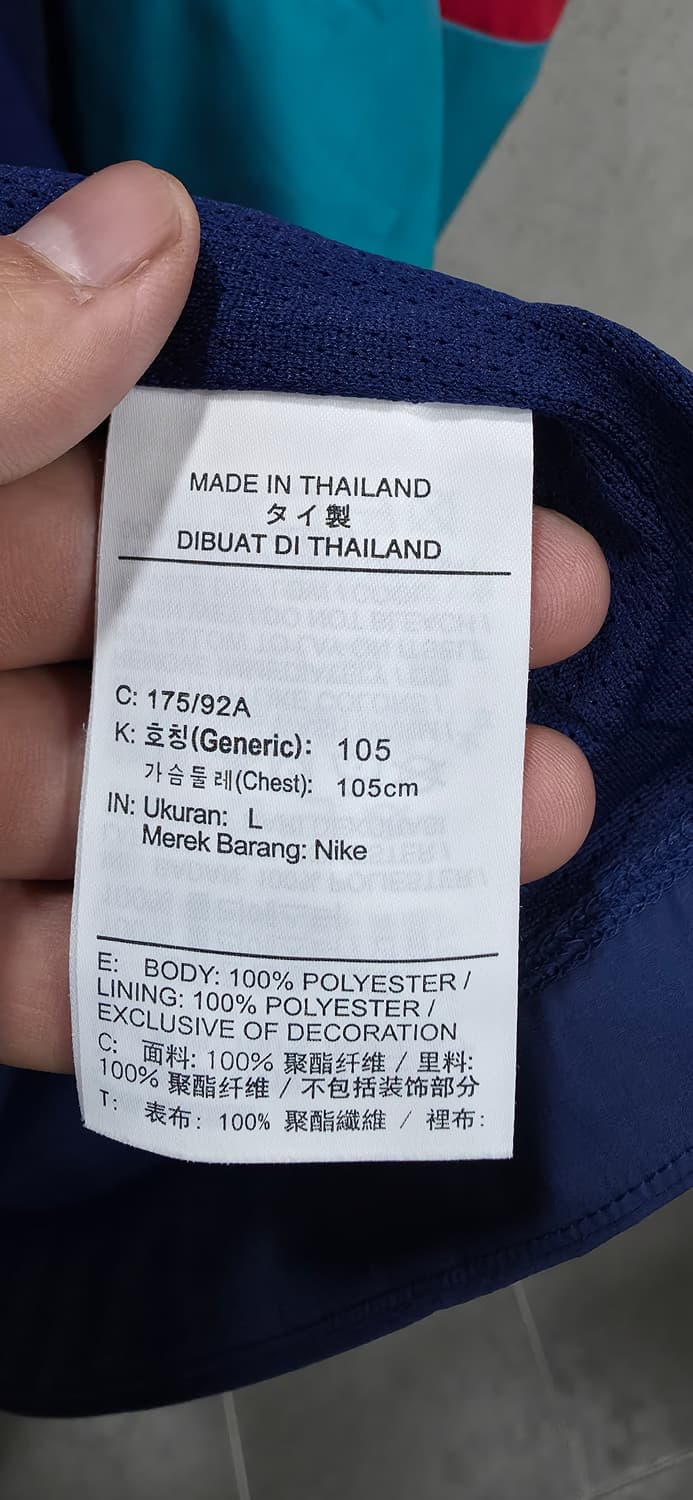 MADE IN THAILAND
タイ製
DIBUAT DI THAILAND
C: 175/92A
K: 호칭(Generic): 105
가슴둘레(Chest): 105cm
IN: Ukuran: L
Merek Barang: Nike
E: BODY: 100% POLYESTER /
LINING: 100% POLYESTER /
EXCLUSIVE OF DECORATION
C: 面料: 100% 聚酯纤维 / 里料:
100% 聚酯纤维 / 不包括装饰部分
T: 表布: 100% 聚酯纖維 / 裡布: